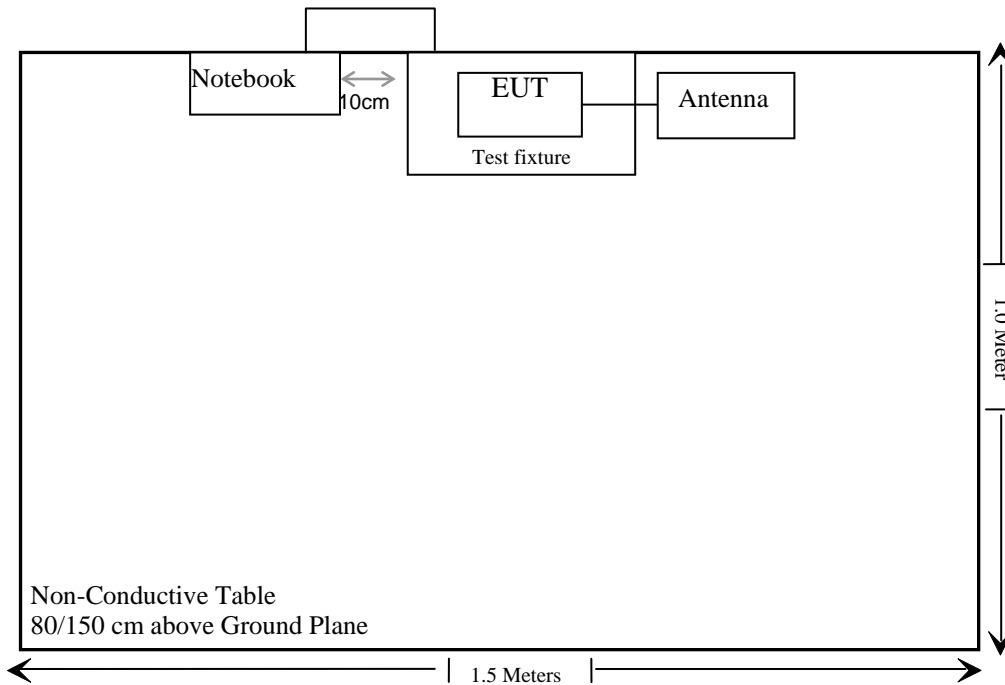 Notebook
10cm
EUT
Antenna
Test fixture
1.0 Meter
Non-Conductive Table
80/150 cm above Ground Plane
1.5 Meters